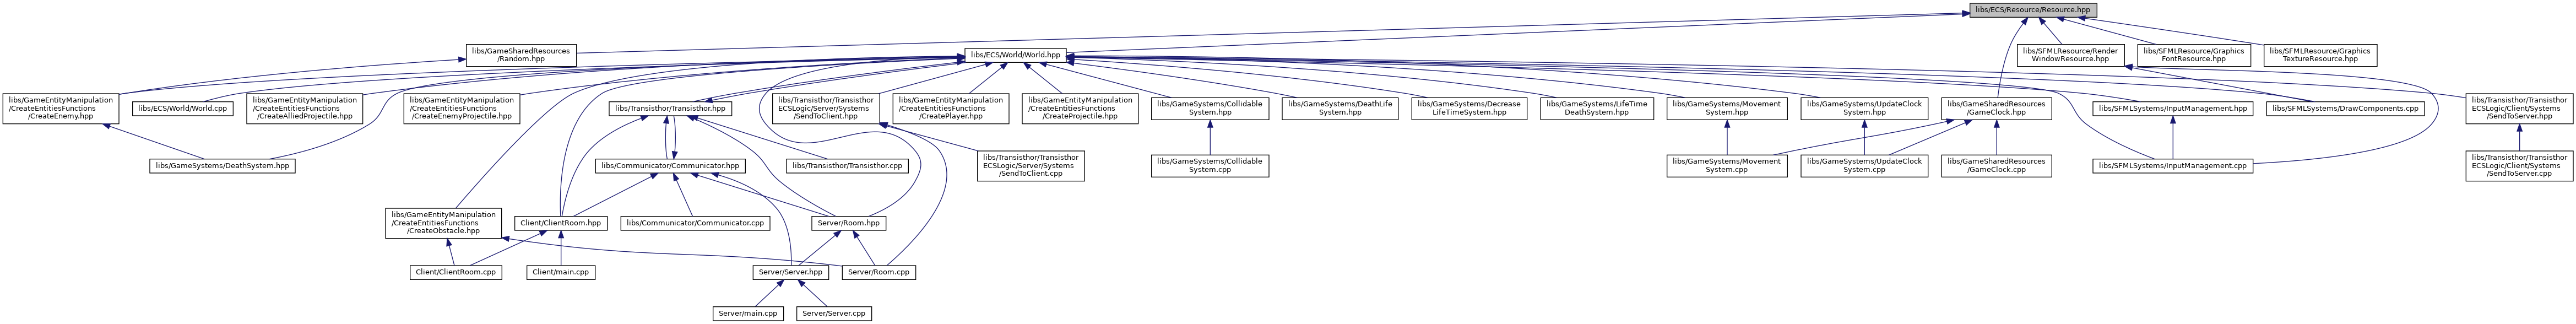 libs/ECS/Resource/Resource.hpp
libs/GameSharedResources
/Random.hpp
libs/ECS/World/World.hpp
libs/SFMLResource/Render
WindowResource.hpp
libs/SFMLResource/Graphics
FontResource.hpp
libs/SFMLResource/Graphics
TextureResource.hpp
libs/GameEntityManipulation
/CreateEntitiesFunctions
/CreateEnemy.hpp
libs/ECS/World/World.cpp
libs/GameEntityManipulation
/CreateEntitiesFunctions
/CreateAlliedProjectile.hpp
libs/GameEntityManipulation
/CreateEntitiesFunctions
/CreateEnemyProjectile.hpp
libs/Transisthor/Transisthor.hpp
libs/Transisthor/Transisthor
ECSLogic/Server/Systems
/SendToClient.hpp
libs/GameEntityManipulation
/CreateEntitiesFunctions
/CreatePlayer.hpp
libs/GameEntityManipulation
/CreateEntitiesFunctions
/CreateProjectile.hpp
libs/GameSystems/Collidable
System.hpp
libs/GameSystems/DeathLife
System.hpp
libs/GameSystems/Decrease
LifeTimeSystem.hpp
libs/GameSystems/LifeTime
DeathSystem.hpp
libs/GameSystems/Movement
System.hpp
libs/GameSystems/UpdateClock
System.hpp
libs/GameSharedResources
/GameClock.hpp
libs/SFMLSystems/InputManagement.hpp
libs/SFMLSystems/DrawComponents.cpp
libs/Transisthor/Transisthor
ECSLogic/Client/Systems
/SendToServer.hpp
libs/GameSystems/DeathSystem.hpp
libs/Communicator/Communicator.hpp
libs/Transisthor/Transisthor.cpp
libs/Transisthor/Transisthor
ECSLogic/Server/Systems
/SendToClient.cpp
libs/GameSystems/Collidable
System.cpp
libs/GameSystems/Movement
System.cpp
libs/GameSystems/UpdateClock
System.cpp
libs/GameSharedResources
/GameClock.cpp
libs/SFMLSystems/InputManagement.cpp
libs/Transisthor/Transisthor
ECSLogic/Client/Systems
/SendToServer.cpp
libs/GameEntityManipulation
/CreateEntitiesFunctions
/CreateObstacle.hpp
Client/ClientRoom.hpp
libs/Communicator/Communicator.cpp
Server/Room.hpp
Client/ClientRoom.cpp
Client/main.cpp
Server/Server.hpp
Server/Room.cpp
Server/main.cpp
Server/Server.cpp